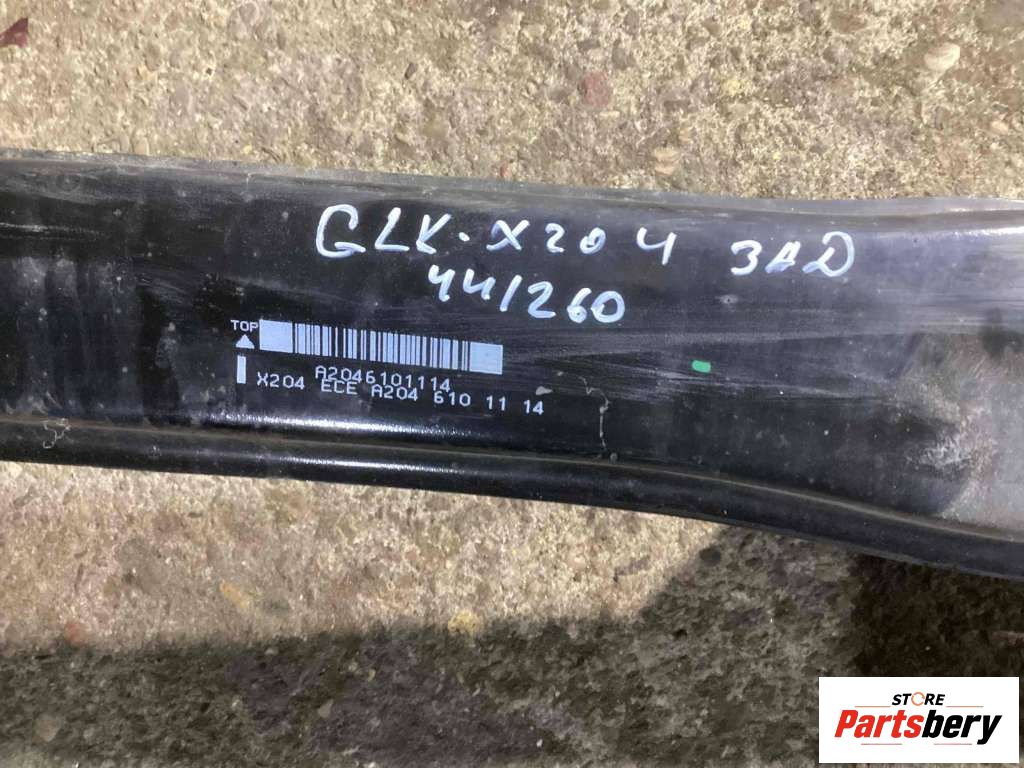 GLK-X204 ЗАД
44/260
TOP
A2046101114
X204 ECE A204 610 11 14
STORE
Partsbery